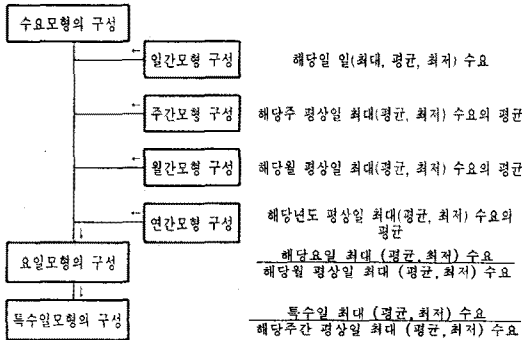 수요모형의 구성
일간모형 구성 해당일 일(최대, 평균, 최저) 수요
주간모형 구성 해당주 평상일 최대(평균, 최저) 수요의 평균
월간모형 구성 해당월 평상일 최대(평균, 최저) 수요의 평균
연간모형 구성 해당년도 평상일 최대(평균, 최저) 수요의
평균
요일모형의 구성 해당요일 최대 (평균, 최저) 수요
해당월 평상일 최대 (평균, 최저) 수요
특수일모형의 구성 특수일 최대 (평균, 최저) 수요
해당주간 평상일 최대 (평균, 최저) 수요